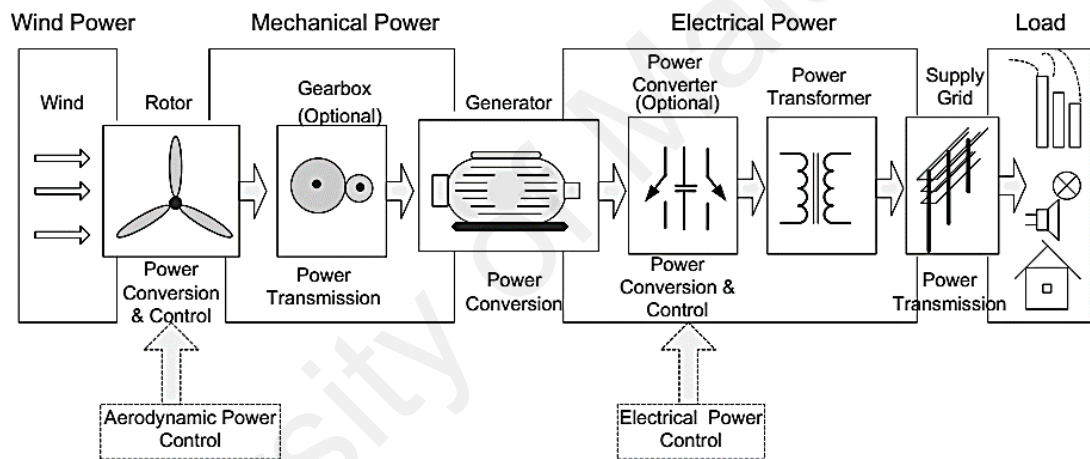 Wind Power
Mechanical Power
Electrical Power
Load
Wind
Rotor
Gearbox
(Optional)
Generator
Power
Converter
(Optional)
Power
Transformer
Supply
Grid
Power
Conversion
& Control
Power
Transmission
Power
Conversion
Power
Conversion &
Control
Power
Transmission
Aerodynamic Power
Control
Electrical Power
Control